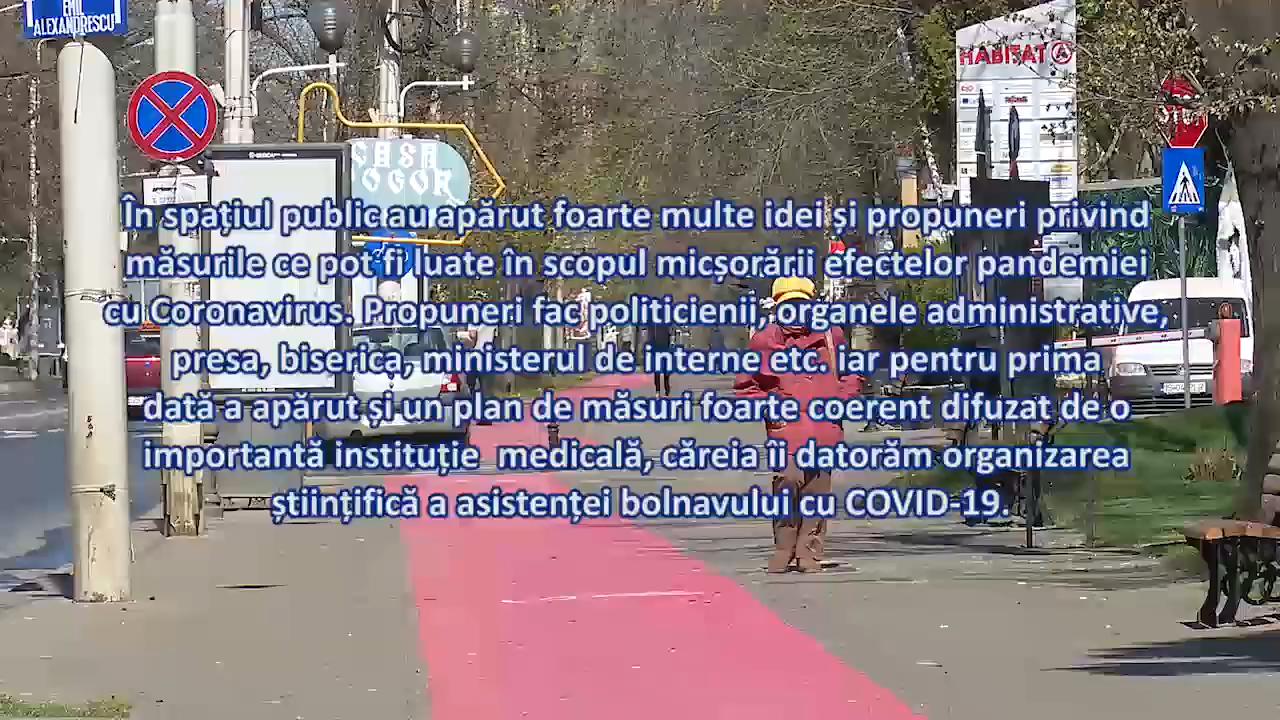 EMIL
ALEXANDRESCU
HABITAT
CASA
STOP
În spațiul public au apărut foarte multe idei și propuneri privind
măsurile ce pot fi luate în scopul micșorării efectelor pandemiei
cu Coronavirus. Propuneri fac politicienii, organele administrative,
presa, biserica, ministerul de interne etc. iar pentru prima
dată a apărut și un plan de măsuri foarte coerent difuzat de o
importantă instituție  medicală, căreia îi datorăm organizarea
științifică a asistenței bolnavului cu COVID-19.